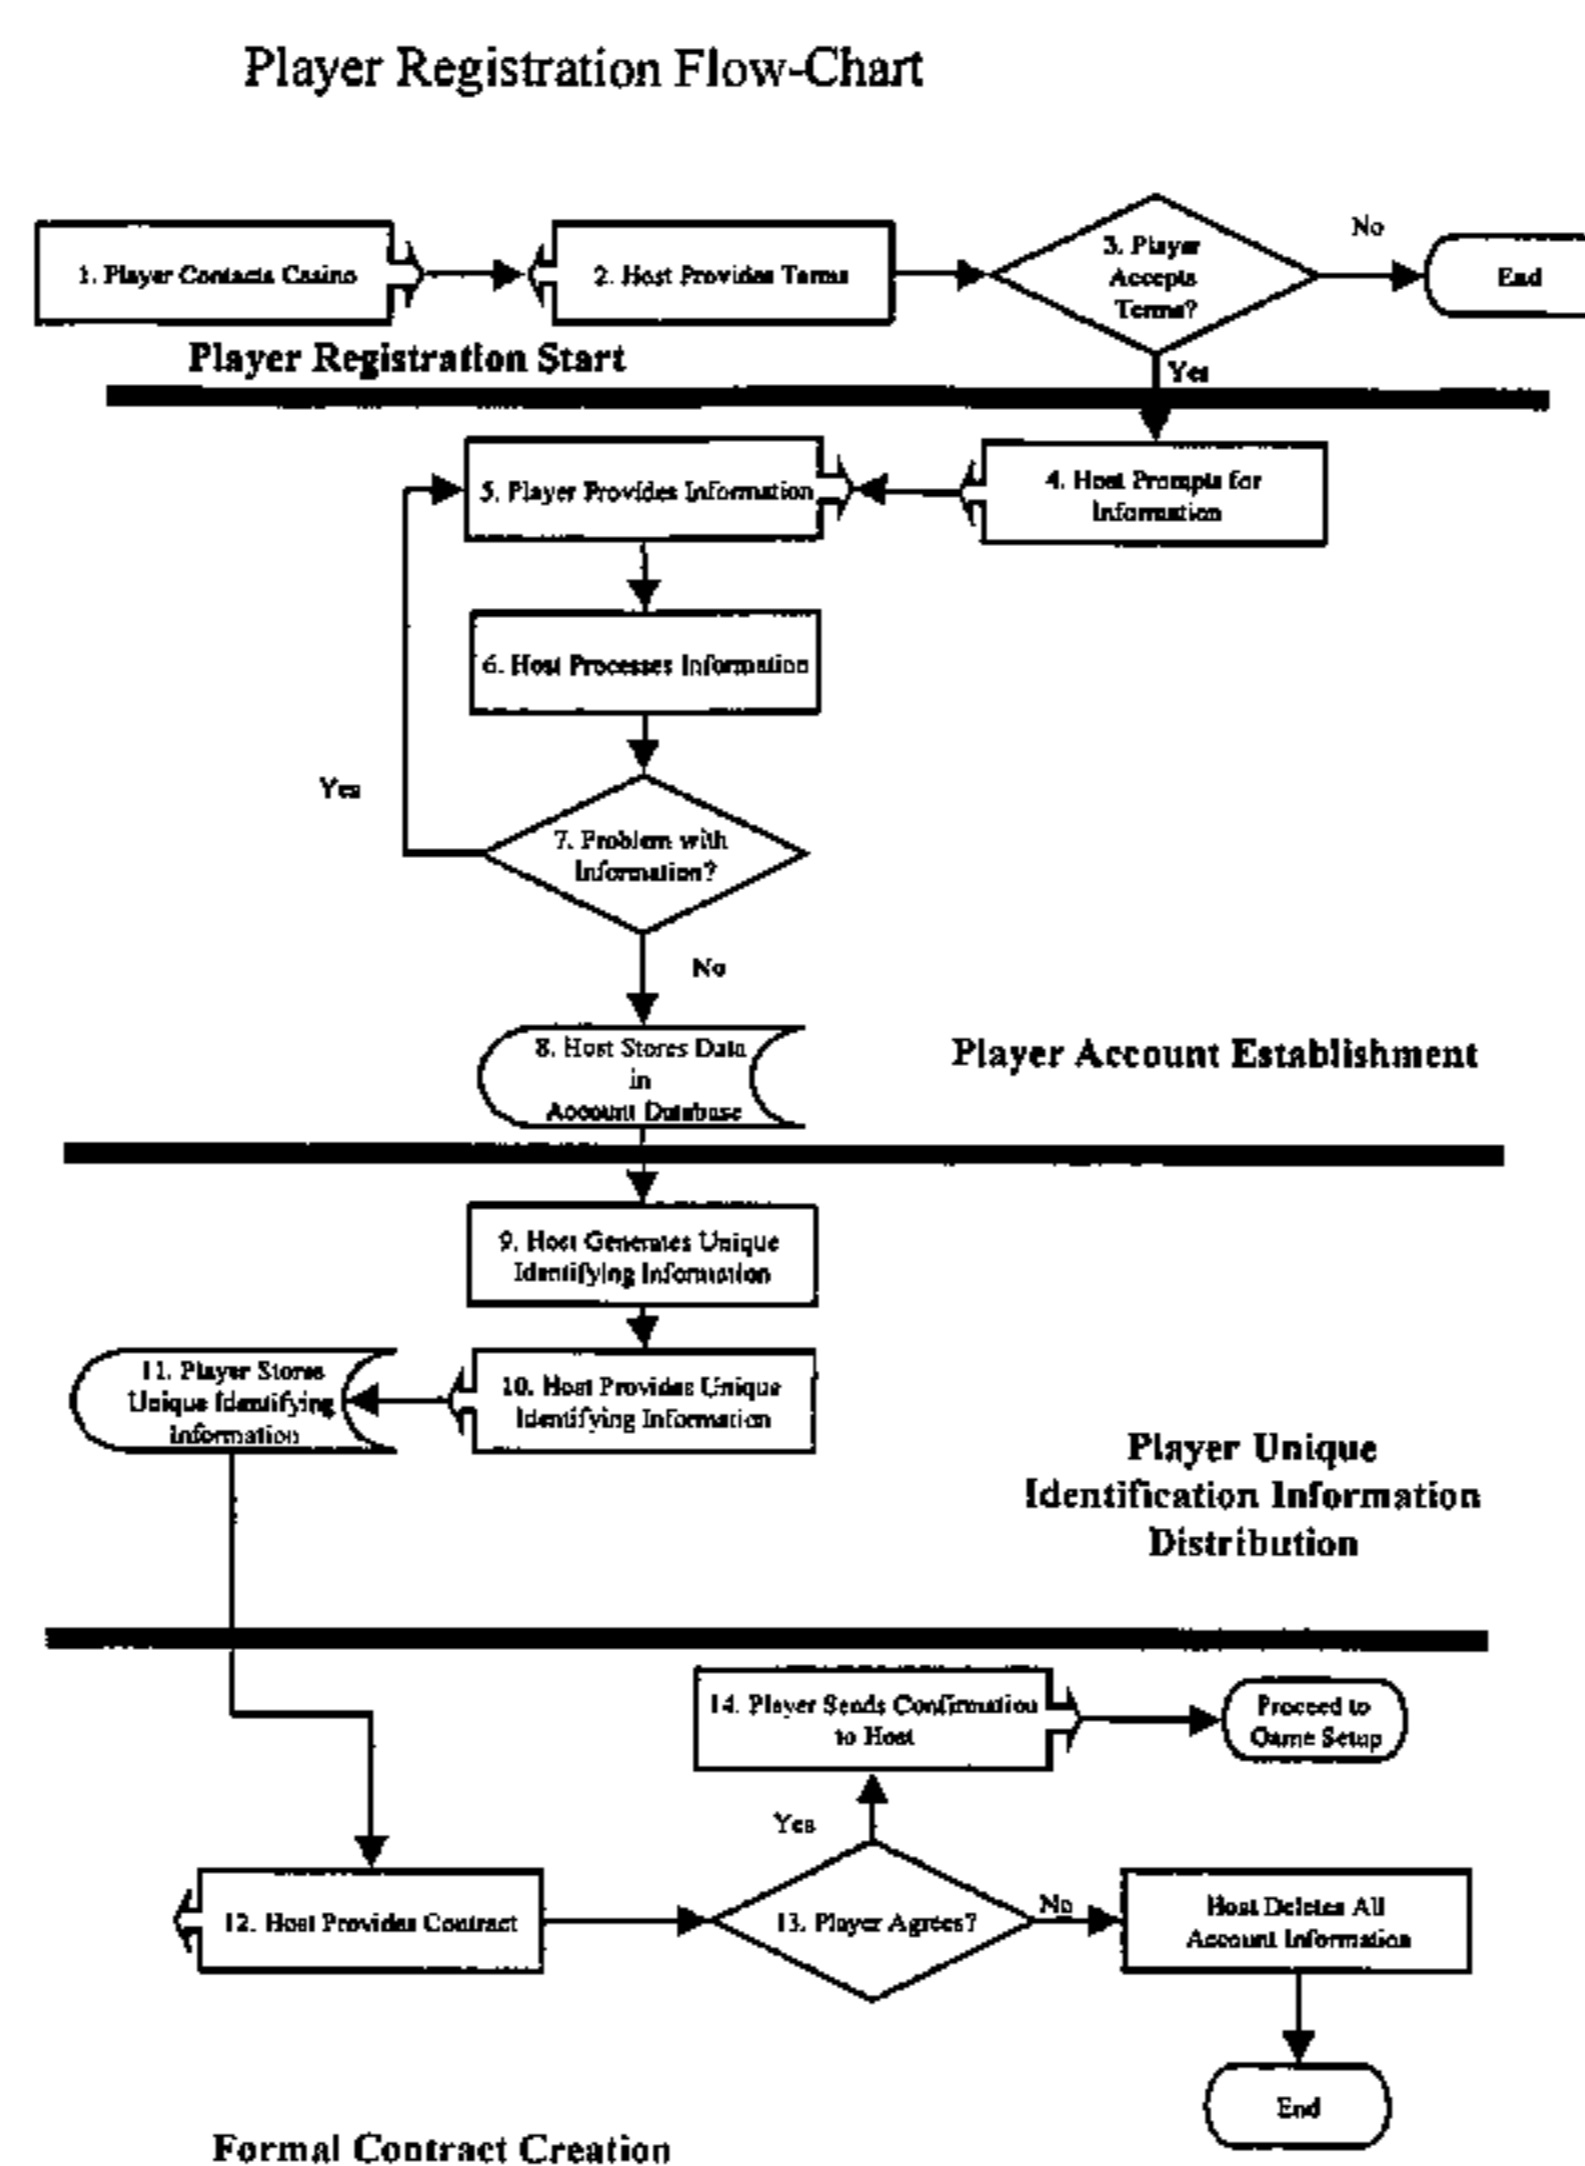 Player Registration Flow-Chart
1. Player Contacts Casino
2. Host Provides Terms
3. Player
Accepts
Terms?
No
End
Player Registration Start
Yes
5. Player Provides Information
4. Host Prompts for
Information
6. Host Processes Information
Yes
7. Problem with
Information?
No
8. Host Stores Data
in
Account Database
Player Account Establishment
9. Host Generates Unique
Identifying Information
11. Player Stores
Unique Identifying
Information
10. Host Provides Unique
Identifying Information
Player Unique
Identification Information
Distribution
14. Player Sends Confirmation
to Host
Proceed to
Game Setup
Yes
12. Host Provides Contract
13. Player Agrees?
No
Host Deletes All
Account Information
End
Formal Contract Creation